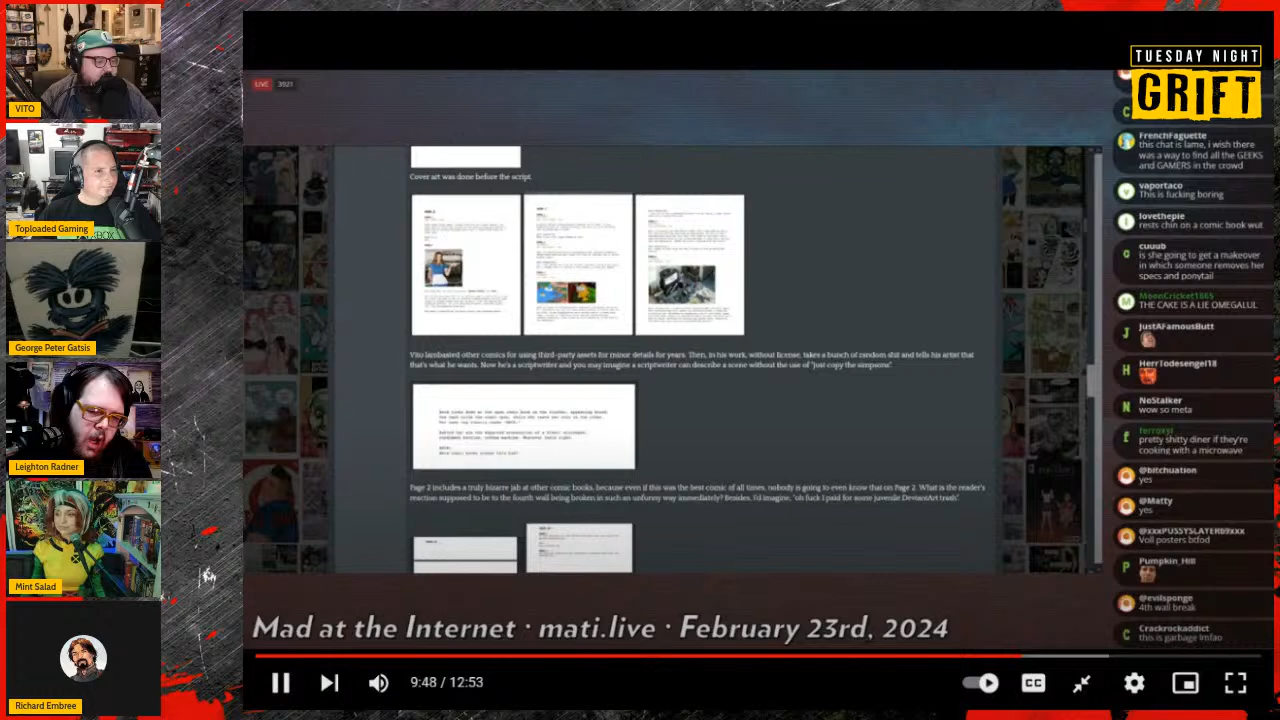 VITO
Toploaded Gaming
George Peter Gatsis
Leighton Radner
Mint Salad
Richard Embree
TUESDAY NIGHT
GRIFT
LIVE 3921
Cover art was done before the script.
Vito lambasted other comics for using third-party assets for minor details for years. Then, in his work, without license, takes a bunch of random shit and tells his artist that
that's what he wants. Now he's a scriptwriter and you may imagine a scriptwriter can describe a scene without the use of "just copy the simpsons".
Page 2 includes a truly bizarre jab at other comic books, because even if this was the best comic of all times, nobody is going to even know that on Page 2. What is the reader's
reaction supposed to be to the fourth wall being broken in such an unfunny way immediately? Besides, I'd imagine, "oh fuck I paid for some juvenile DeviantArt trash".
FrenchFaguette
this chat is lame, i wish there
was a way to find all the GEEKS
and GAMERS in the crowd
vaportaco
This is fucking boring
lovethepie
rests chin on a comic book wut
cuuub
is she going to get a makeover
in which someone removes her
specs and ponytail
MoonCricket1865
THE CAKE IS A LIE OMEGALUL
JustAFamousButt
HerrTodesengel18
NoStalker
wow so meta
terroxyl
pretty shitty diner if they're
cooking with a microwave
@bitchuation
yes
@Matty
yes
@xxxPUSSYSLAYER69xxx
Voll posters btfod
Pumpkin_Hill
@evilsponge
4th wall break
Crackrockaddict
this is garbage lmfao
Mad at the Internet · mati.live · February 23rd, 2024
9:48 / 12:53
CC